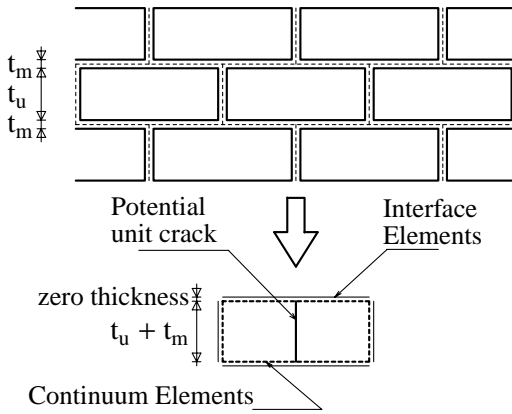 t_m
t_u
t_m
Potential
unit crack
Interface
Elements
zero thickness
t_u + t_m
Continuum Elements